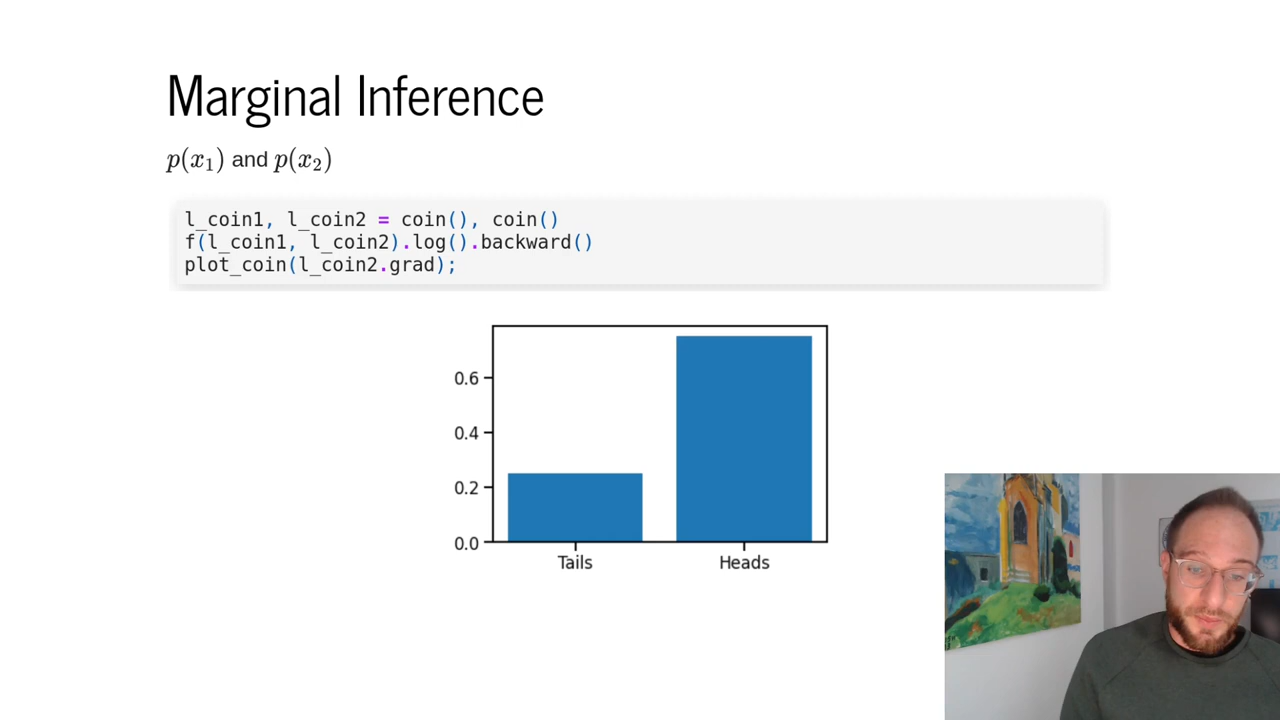 Marginal Inference
p(x₁) and p(x₂)
l_coin1, l_coin2 = coin(), coin()
f(l_coin1, l_coin2).log().backward()
plot_coin(l_coin2.grad);
0.6
0.4
0.2
0.0
Tails Heads